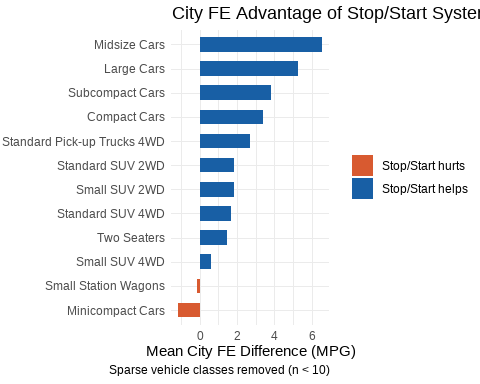 City FE Advantage of Stop/Start System
Midsize Cars
Large Cars
Subcompact Cars
Compact Cars
Standard Pick-up Trucks 4WD
Standard SUV 2WD
Small SUV 2WD
Standard SUV 4WD
Two Seaters
Small SUV 4WD
Small Station Wagons
Minicompact Cars
Stop/Start hurts
Stop/Start helps
0 2 4 6
Mean City FE Difference (MPG)
Sparse vehicle classes removed (n < 10)